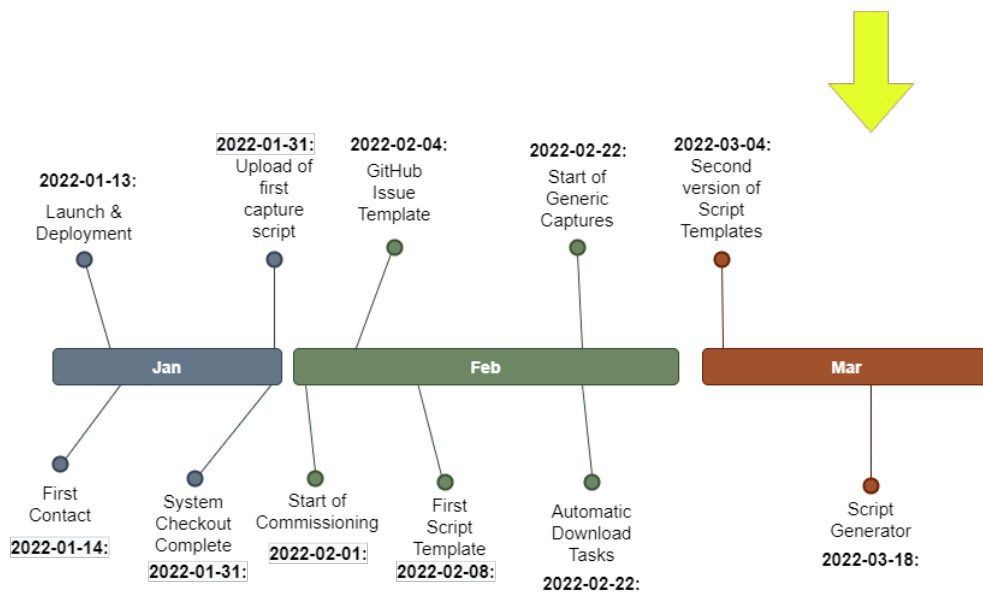 2022-01-13:
Launch &
Deployment
2022-01-31:
Upload of
first
capture
script
2022-02-04:
GitHub
Issue
Template
2022-02-22:
Start of
Generic
Captures
2022-03-04:
Second
version of
Script
Templates
Jan
Feb
Mar
First
Contact
2022-01-14:
System
Checkout
Complete
2022-01-31:
Start of
Commissioning
2022-02-01:
First
Script
Template
2022-02-08:
Automatic
Download
Tasks
2022-02-22:
Script
Generator
2022-03-18: